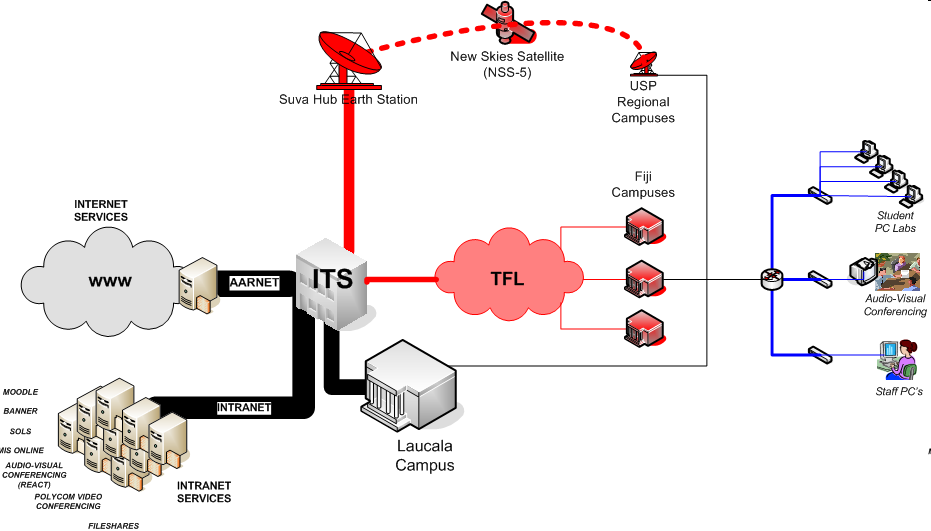 New Skies Satellite
(NSS-5)
Suva Hub Earth Station
USP
Regional
Campuses
Fiji
Campuses
INTERNET
SERVICES
WWW
AARNET
ITS
TFL
Student
PC Labs
Audio-Visual
Conferencing
Staff PC's
INTRANET
Laucala
Campus
MOODLE
BANNER
SOLS
MIS ONLINE
AUDIO-VISUAL
CONFERENCING
(REACT)
POLYCOM VIDEO
CONFERENCING
FILESHARES
INTRANET
SERVICES